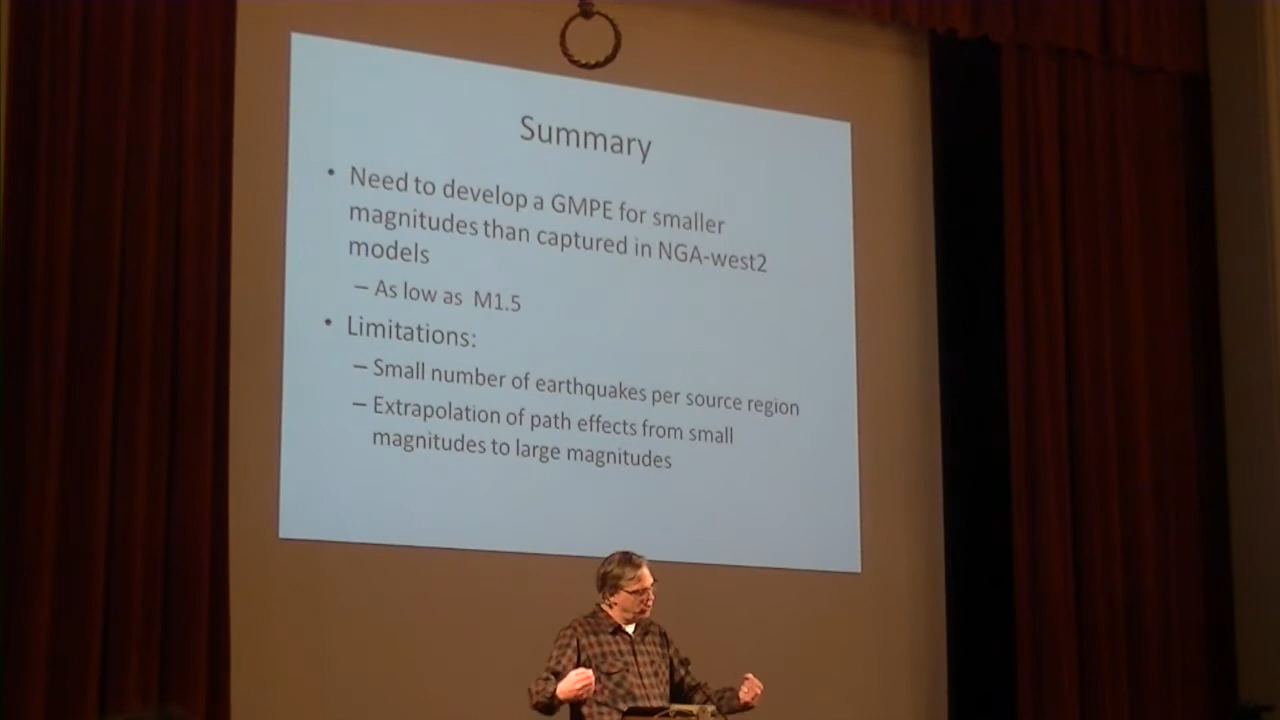 Summary
• Need to develop a GMPE for smaller
magnitudes than captured in NGA-west2
models
– As low as M1.5
• Limitations:
– Small number of earthquakes per source region
– Extrapolation of path effects from small
magnitudes to large magnitudes